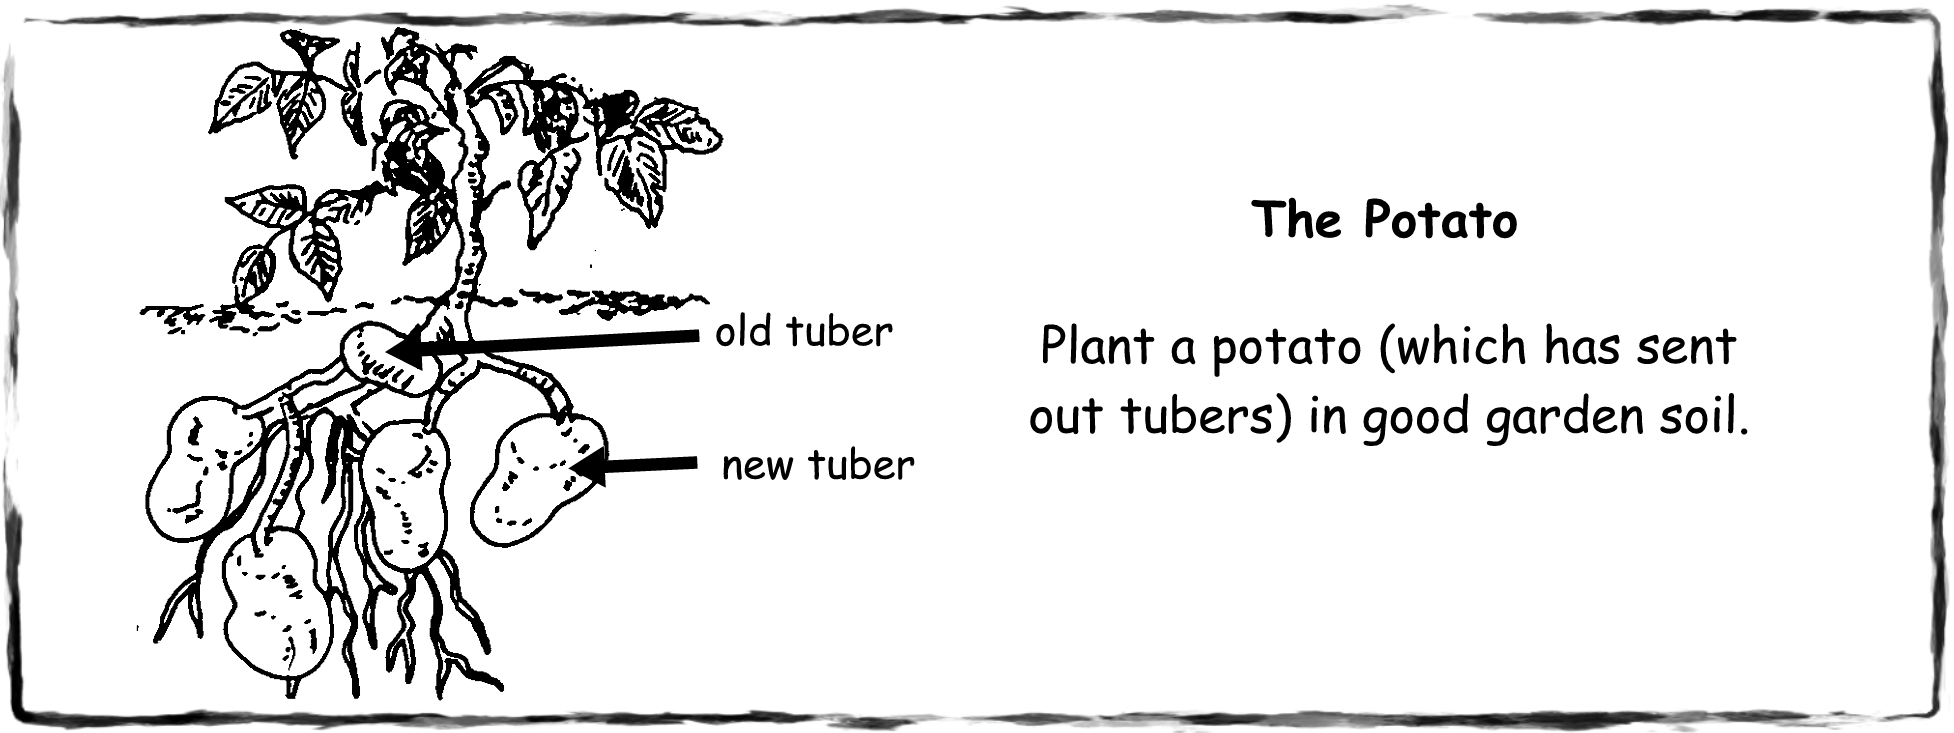 The Potato
old tuber
new tuber
Plant a potato (which has sent
out tubers) in good garden soil.